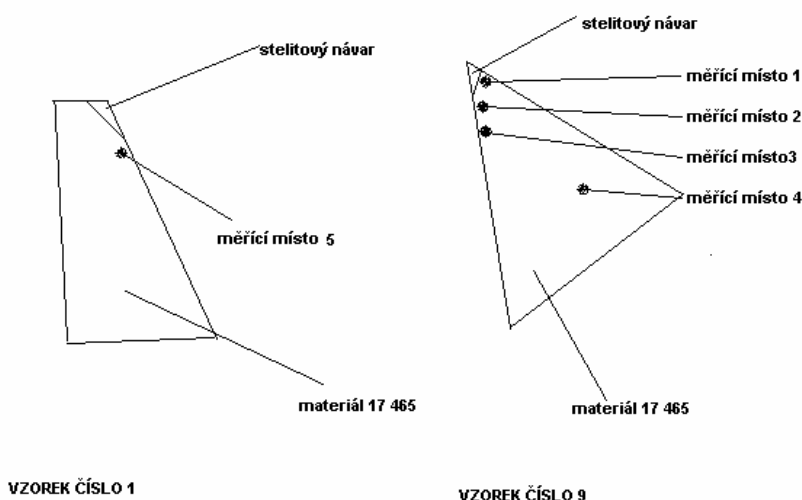 stelitový návar
měřící místo 5
materiál 17 465
VZOREK ČÍSLO 1
stelitový návar
měřící místo 1
měřící místo 2
měřící místo3
měřící místo 4
materiál 17 465
VZOREK ČÍSLO 9